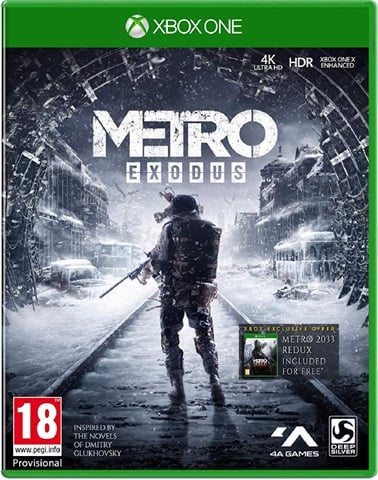 XBOX ONE
4K
ULTRA HD
HDR
XBOX ONE X
ENHANCED
METRO
EXODUS
XBOX EXCLUSIVE OFFER
METRO 2033
REDUX
INCLUDED
FOR FREE*
18
www.pegi.info
Provisional
INSPIRED BY
THE NOVELS
OF DMITRY
GLUKHOVSKY
4A GAMES
DEEP
SILVER